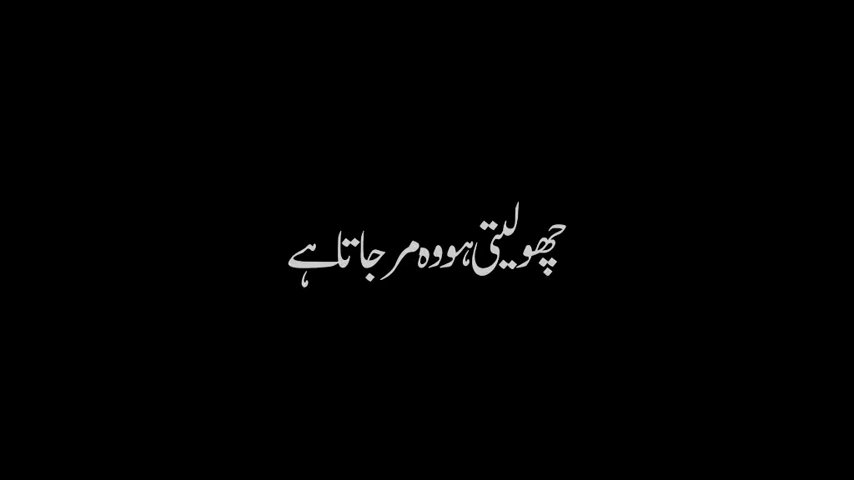 چھو لیتی ہو وہ مر جاتا ہے